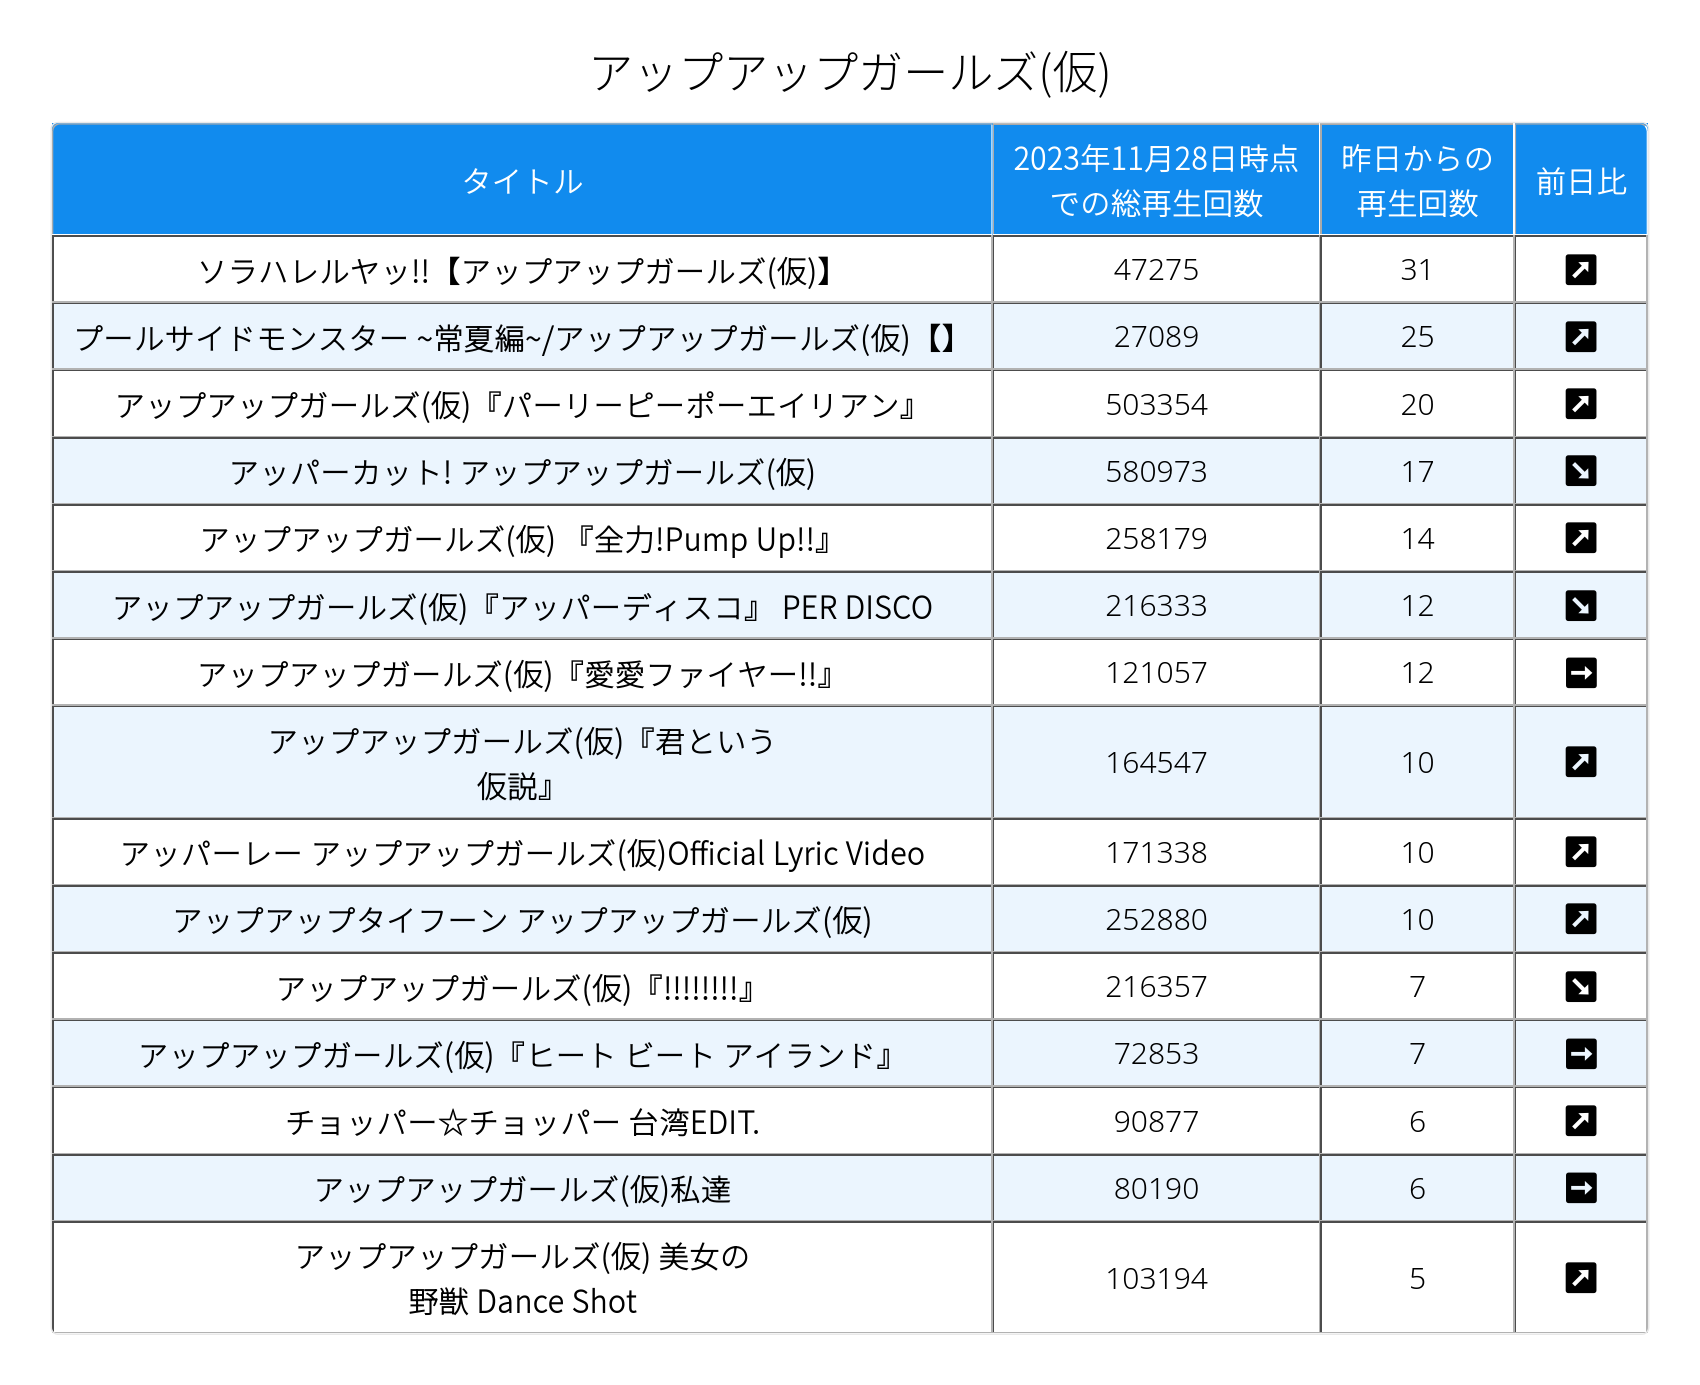 アップアップガールズ(仮)
タイトル
2023年11月28日時点
での総再生回数
昨日からの
再生回数
前日比
ソラハレルヤッ!!【アップアップガールズ(仮)】 47275 31
プールサイドモンスター ~常夏編~/アップアップガールズ(仮)【】 27089 25
アップアップガールズ(仮)『パーリーピーポーエイリアン』 503354 20
アッパーカット! アップアップガールズ(仮) 580973 17
アップアップガールズ(仮) 『全力!Pump Up!!』 258179 14
アップアップガールズ(仮)『アッパーディスコ』 PER DISCO 216333 12
アップアップガールズ(仮)『愛愛ファイヤー!!』 121057 12
アップアップガールズ(仮)『君という
仮説』 164547 10
アッパーレー アップアップガールズ(仮)Official Lyric Video 171338 10
アップアップタイフーン アップアップガールズ(仮) 252880 10
アップアップガールズ(仮)『!!!!!!!!』 216357 7
アップアップガールズ(仮)『ヒート ビート アイランド』 72853 7
チョッパー☆チョッパー 台湾EDIT. 90877 6
アップアップガールズ(仮)私達 80190 6
アップアップガールズ(仮) 美女の
野獣 Dance Shot 103194 5